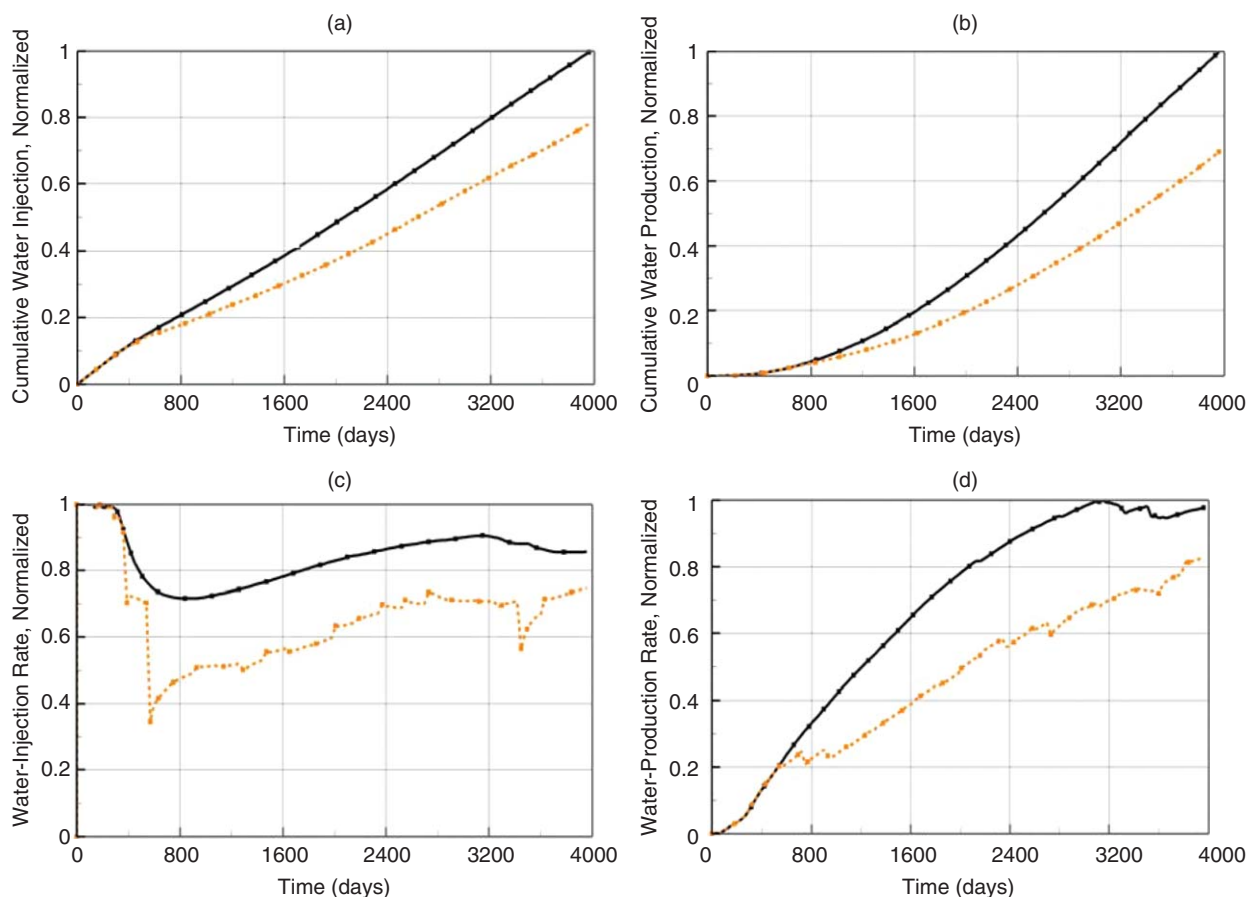 (a)
Cumulative Water Injection, Normalized
1
0.8
0.6
0.4
0.2
0
0 800 1600 2400 3200 4000
Time (days)
(b)
Cumulative Water Production, Normalized
1
0.8
0.6
0.4
0.2
0
0 800 1600 2400 3200 4000
Time (days)
(c)
Water-Injection Rate, Normalized
1
0.8
0.6
0.4
0.2
0
0 800 1600 2400 3200 4000
Time (days)
(d)
Water-Production Rate, Normalized
1
0.8
0.6
0.4
0.2
0
0 800 1600 2400 3200 4000
Time (days)